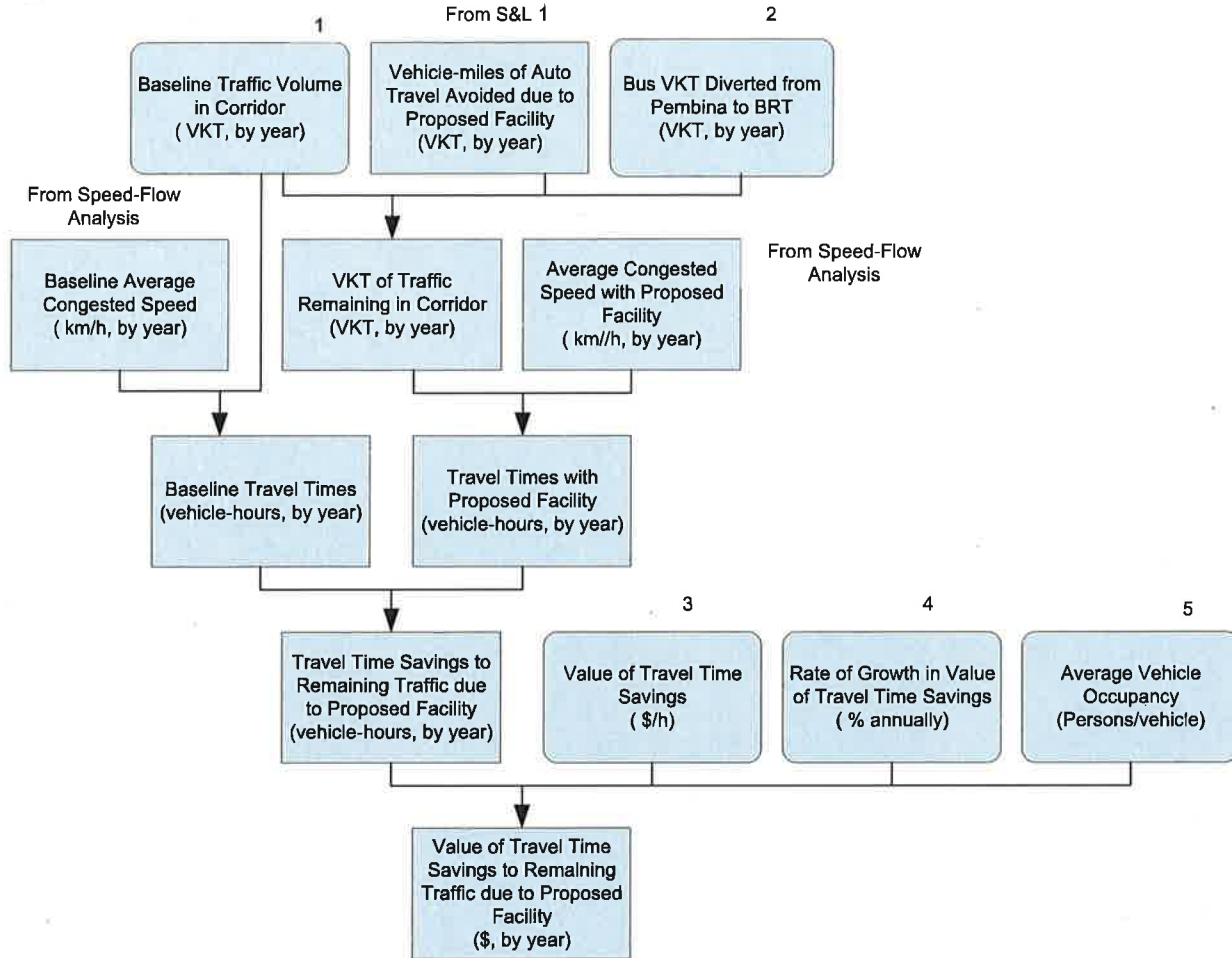 1
From S&L 1
2
Baseline Traffic Volume
in Corridor
( VKT, by year)
Vehicle-miles of Auto
Travel Avoided due to
Proposed Facility
(VKT, by year)
Bus VKT Diverted from
Pembina to BRT
(VKT, by year)
From Speed-Flow
Analysis
Baseline Average
Congested Speed
( km/h, by year)
VKT of Traffic
Remaining in Corridor
(VKT, by year)
Average Congested
Speed with Proposed
Facility
( km//h, by year)
From Speed-Flow
Analysis
Baseline Travel Times
(vehicle-hours, by year)
Travel Times with
Proposed Facility
(vehicle-hours, by year)
3
4
5
Travel Time Savings to
Remaining Traffic due
to Proposed Facility
(vehicle-hours, by year)
Value of Travel Time
Savings
( $/h)
Rate of Growth in Value
of Travel Time Savings
( % annually)
Average Vehicle
Occupancy
(Persons/vehicle)
Value of Travel Time
Savings to Remaining
Traffic due to Proposed
Facility
($, by year)